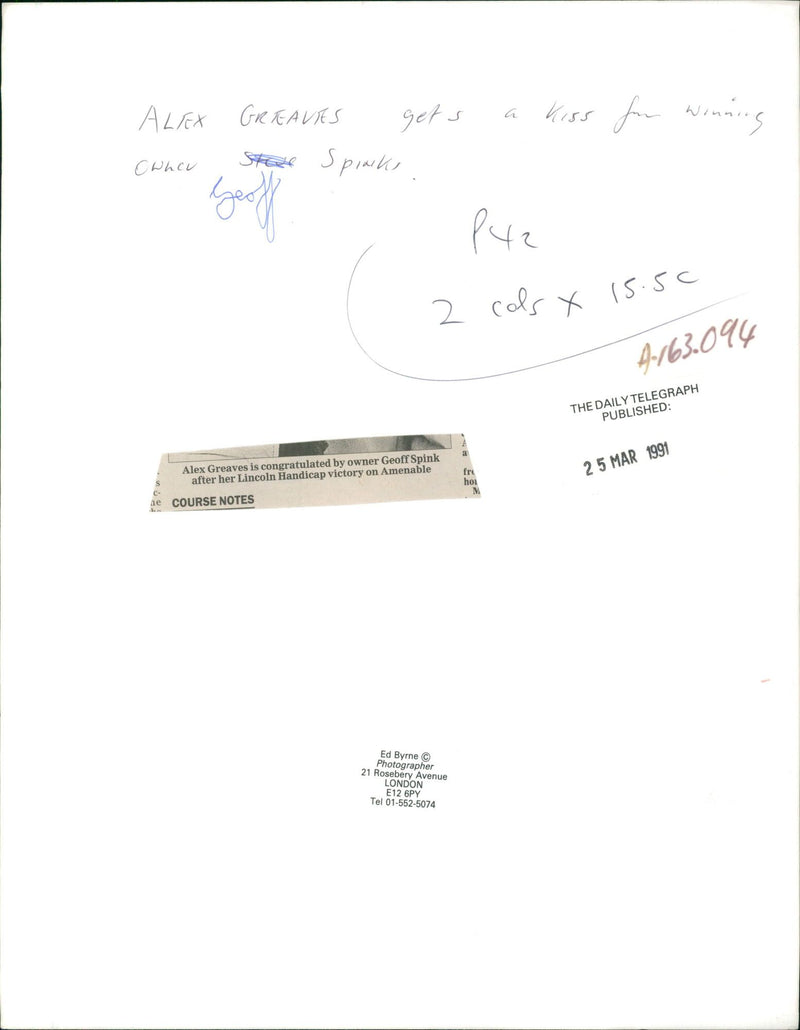 ALEX GREAVES gets a kiss for winning
owner Steve Spinks.
Geoff
P42
2 cols x 15.5c
A.163.094
THE DAILY TELEGRAPH
PUBLISHED:
25 MAR 1991
Alex Greaves is congratulated by owner Geoff Spink
after her Lincoln Handicap victory on Amenable
COURSE NOTES
Ed Byrne ©
Photographer
21 Rosebery Avenue
LONDON
E12 6PY
Tel 01-552-5074